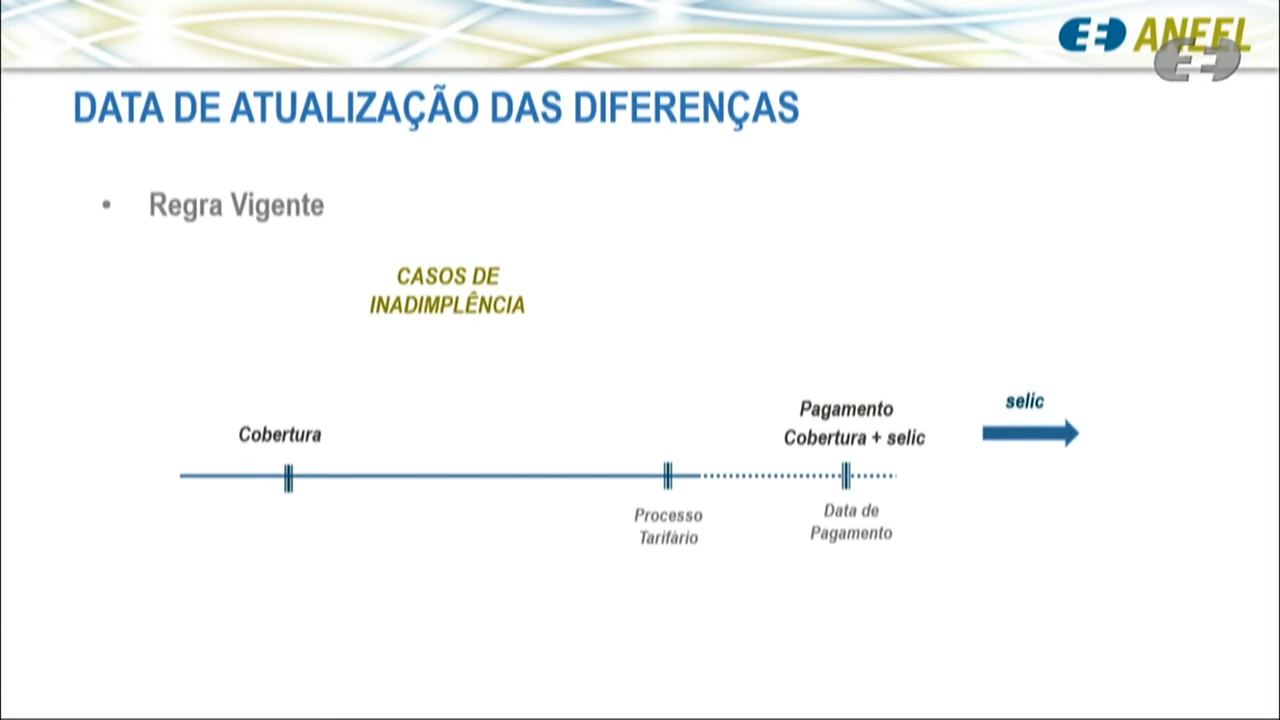 ANEEL
DATA DE ATUALIZAÇÃO DAS DIFERENÇAS
• Regra Vigente
CASOS DE
INADIMPLÊNCIA
Cobertura
Pagamento
Cobertura + selic
selic
Processo
Tarifário
Data de
Pagamento